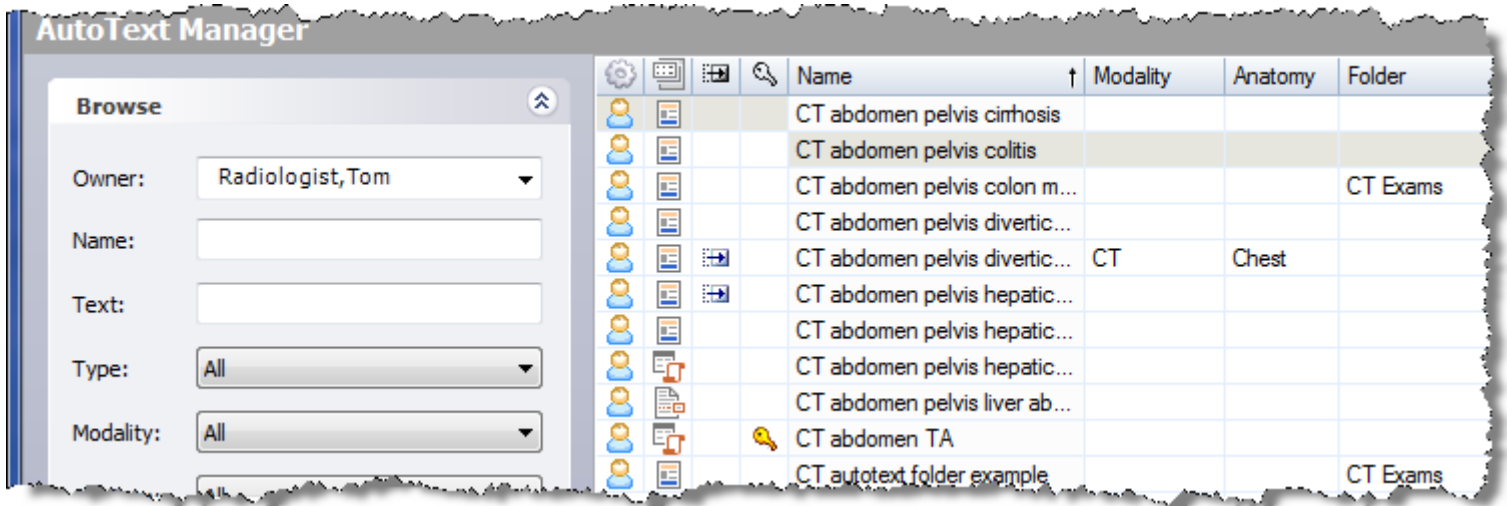 AutoText Manager
Browse
Owner: Radiologist,Tom
Name:
Text:
Type: All
Modality: All
All
Name Modality Anatomy Folder
CT abdomen pelvis cirrhosis
CT abdomen pelvis colitis
CT abdomen pelvis colon m... CT Exams
CT abdomen pelvis divertic...
CT abdomen pelvis divertic... CT Chest
CT abdomen pelvis hepatic...
CT abdomen pelvis hepatic...
CT abdomen pelvis hepatic...
CT abdomen pelvis liver ab...
CT abdomen TA
CT autotext folder example CT Exams